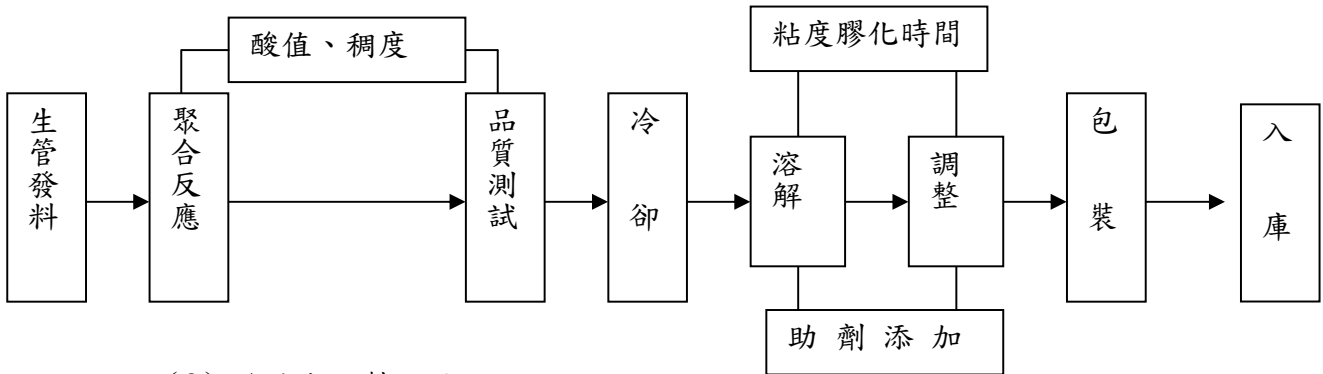 酸值、稠度
粘度膠化時間
生管發料
聚合反應
品質測試
冷卻
溶解
調整
包裝
入庫
助劑添加